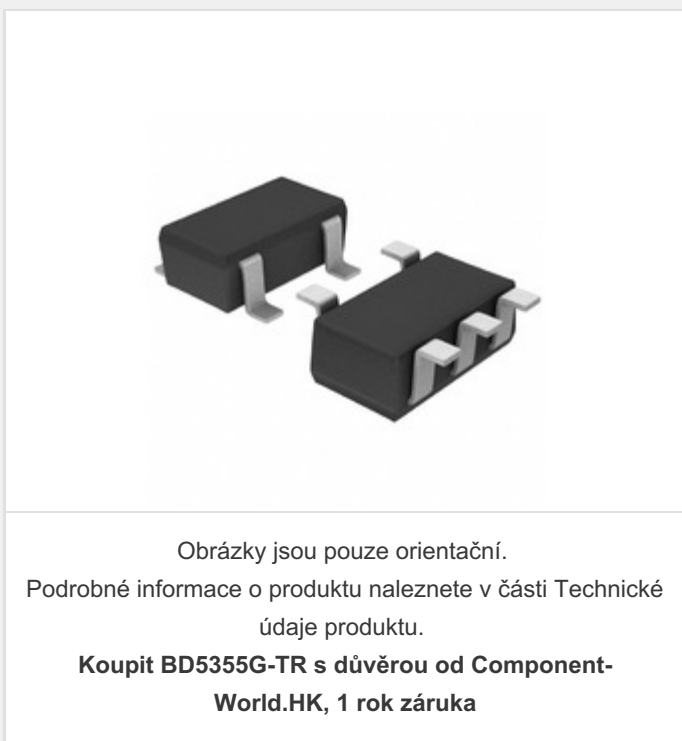 Obrázky jsou pouze orientační.
Podrobné informace o produktu naleznete v části Technické
údaje produktu.
Koupit BD5355G-TR s důvěrou od Component-
World.HK, 1 rok záruka